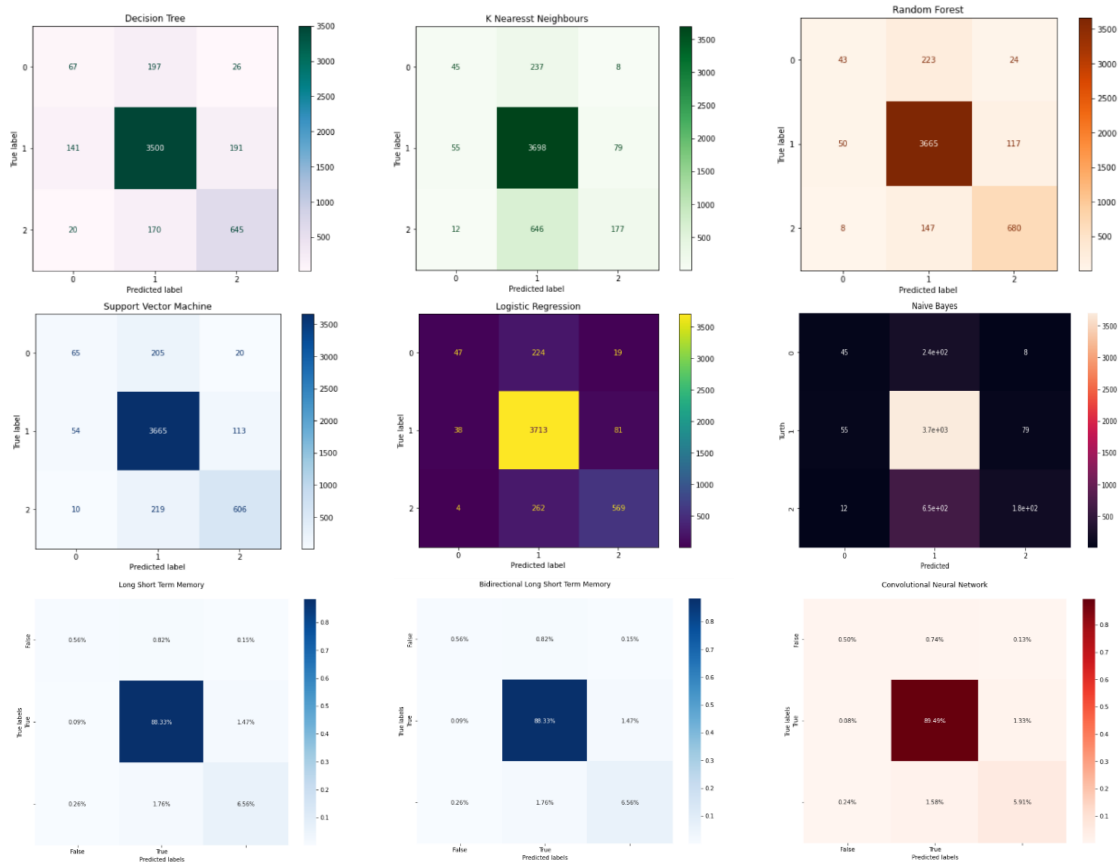 Decision Tree
3500
3000
2500
2000
1500
1000
500
0
67 197 26
True label
1
141 3500 191
2
20 170 645
0 1 2
Predicted label
K Nearesst Neighbours
3500
3000
2500
2000
1500
1000
500
0
45 237 8
True label
1
55 3698 79
2
12 646 177
0 1 2
Predicted label
Random Forest
3500
3000
2500
2000
1500
1000
500
0
43 223 24
True label
1
50 3665 117
2
8 147 680
0 1 2
Predicted label
Support Vector Machine
3500
3000
2500
2000
1500
1000
500
0
65 205 20
True label
1
54 3665 113
2
10 219 606
0 1 2
Predicted label
Logistic Regression
3500
3000
2500
2000
1500
1000
500
0
47 224 19
True label
1
38 3713 81
2
4 262 569
0 1 2
Predicted label
Naive Bayes
3500
3000
2500
2000
1500
1000
500
0
45 2.4e+02 8
Turth
1
55 3.7e+03 79
2
12 6.5e+02 1.8e+02
0 1 2
Predicted
Long Short Term Memory
0.8
0.7
0.6
0.5
0.4
0.3
0.2
0.1
False
0.56% 0.82% 0.15%
True labels
True
0.09% 88.33% 1.47%
-
0.26% 1.76% 6.56%
False True -
Predicted labels
Bidirectional Long Short Term Memory
0.8
0.7
0.6
0.5
0.4
0.3
0.2
0.1
False
0.56% 0.82% 0.15%
True labels
True
0.09% 88.33% 1.47%
-
0.26% 1.76% 6.56%
False True -
Predicted labels
Convolutional Neural Network
0.8
0.7
0.6
0.5
0.4
0.3
0.2
0.1
False
0.50% 0.74% 0.13%
True labels
True
0.08% 89.49% 1.33%
-
0.24% 1.58% 5.91%
False True -
Predicted labels